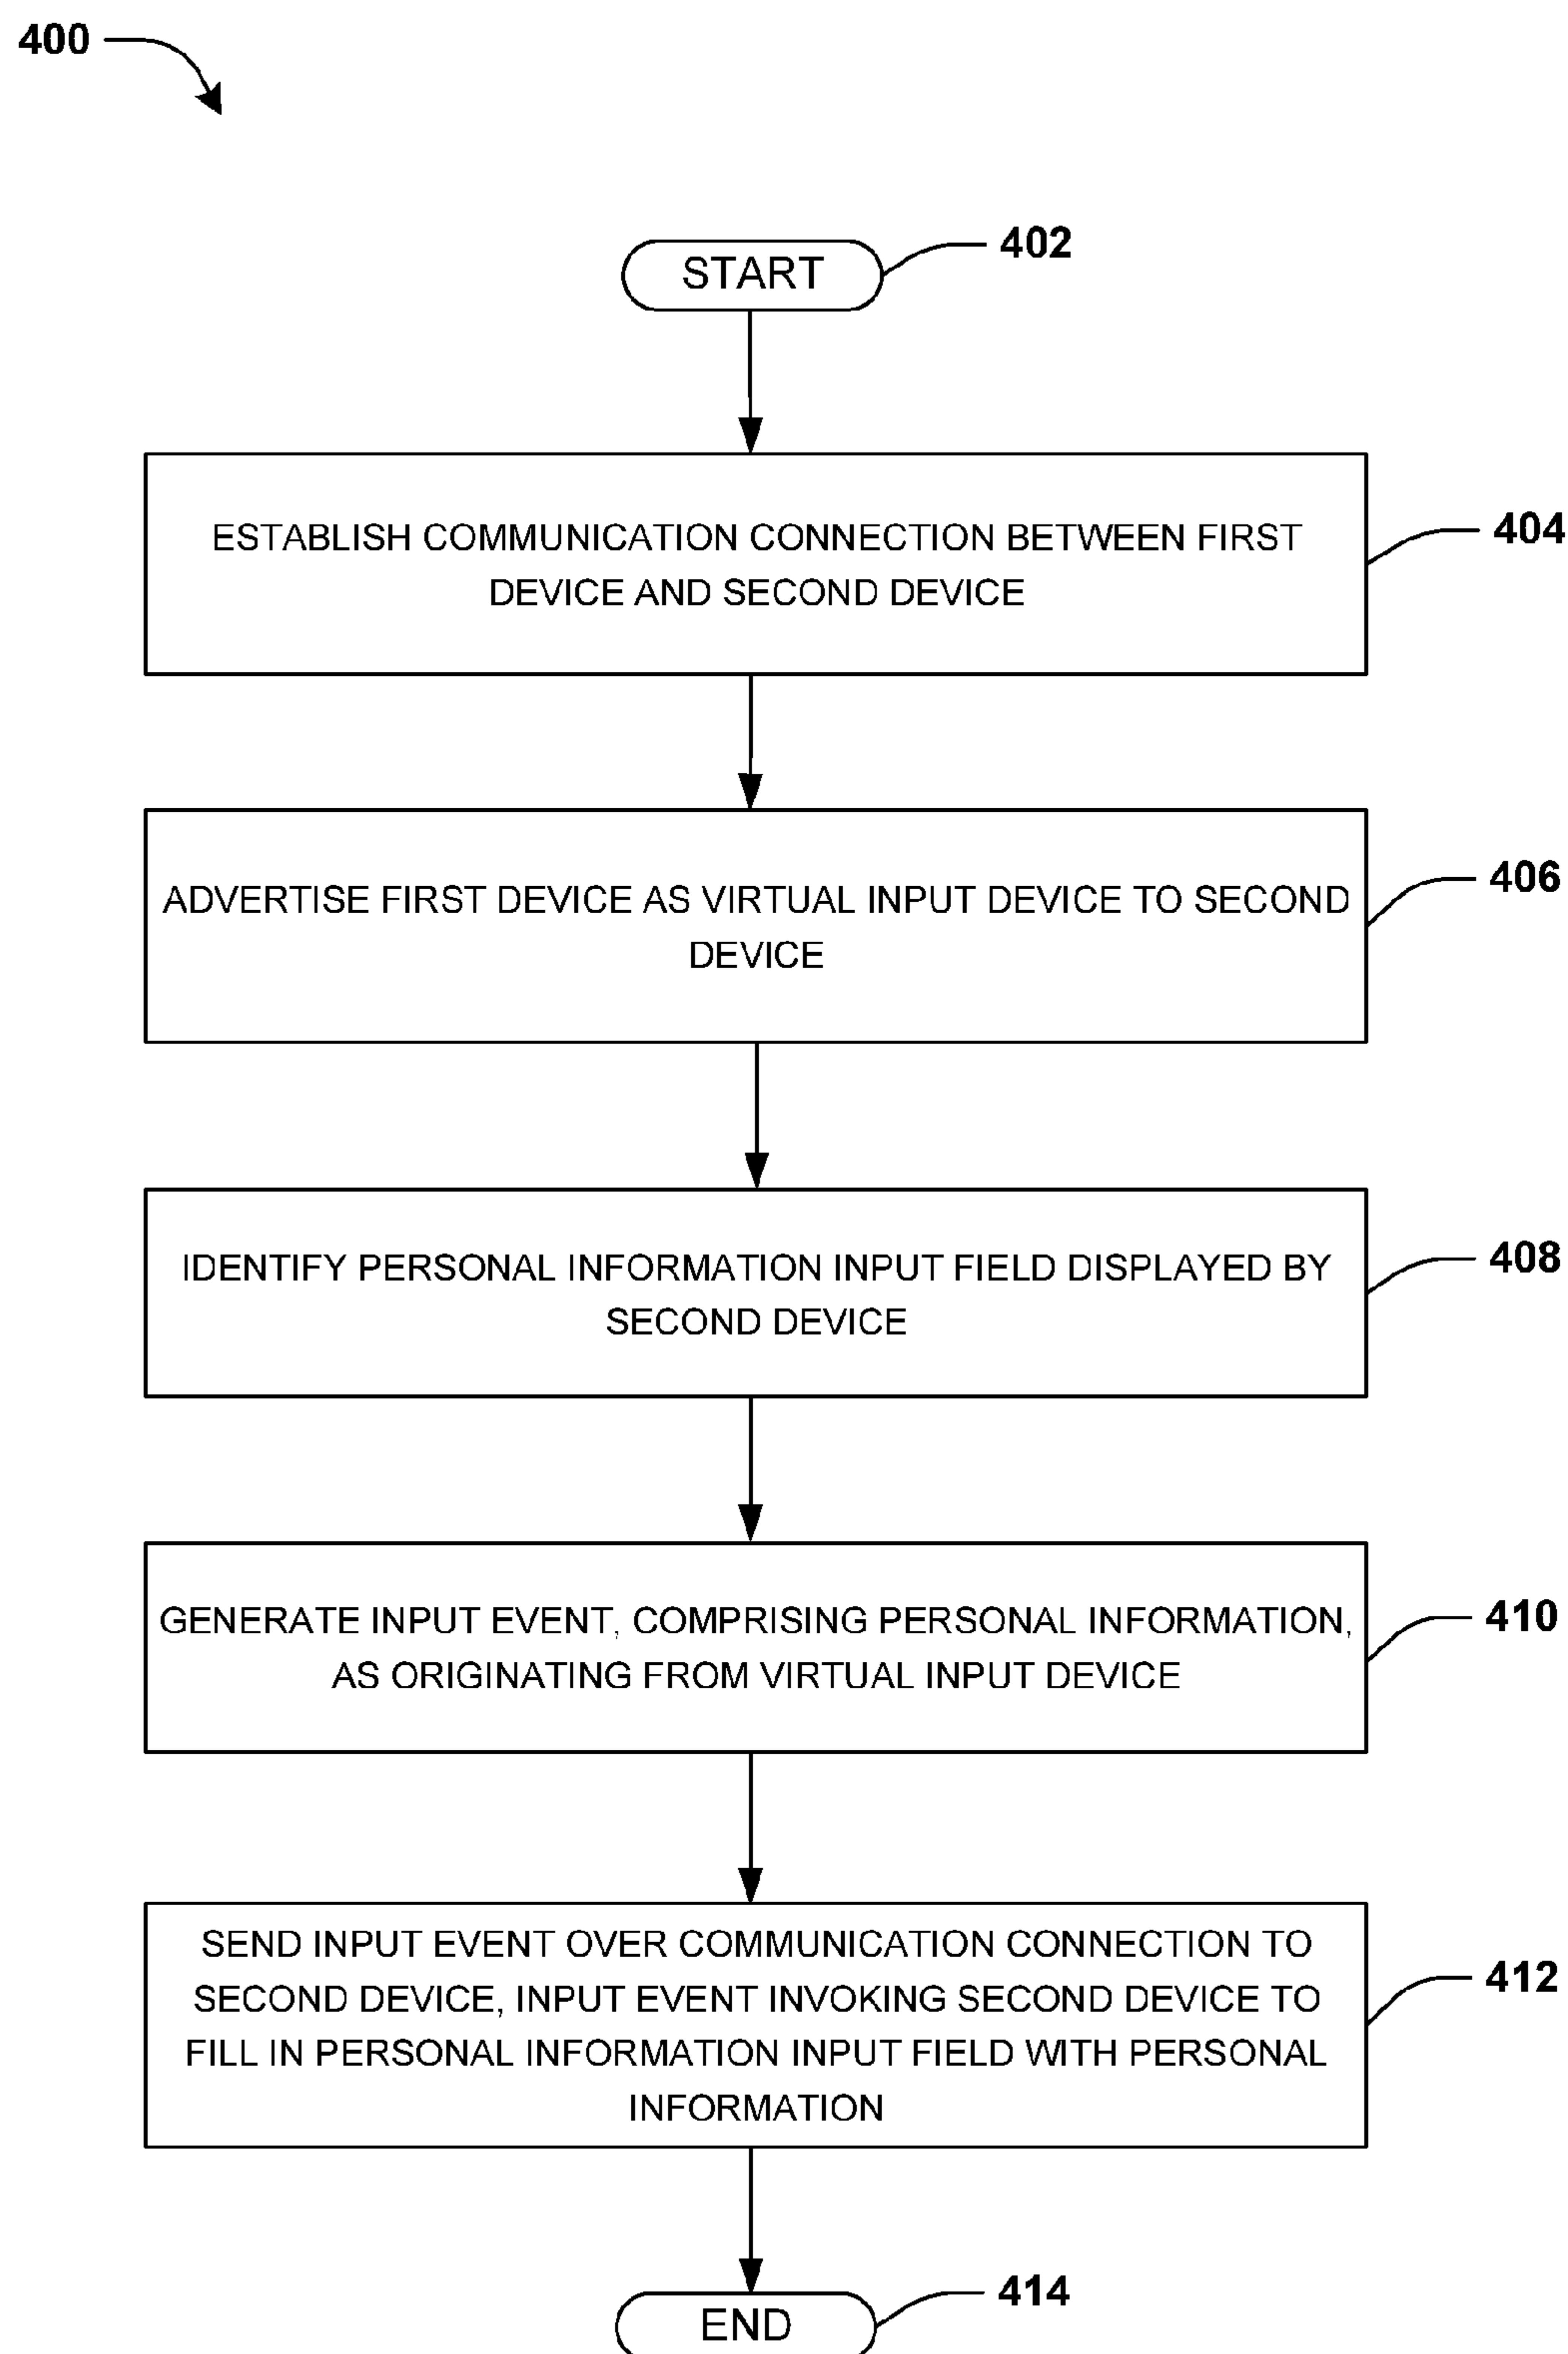 400
START
402
ESTABLISH COMMUNICATION CONNECTION BETWEEN FIRST
DEVICE AND SECOND DEVICE
404
ADVERTISE FIRST DEVICE AS VIRTUAL INPUT DEVICE TO SECOND
DEVICE
406
IDENTIFY PERSONAL INFORMATION INPUT FIELD DISPLAYED BY
SECOND DEVICE
408
GENERATE INPUT EVENT, COMPRISING PERSONAL INFORMATION,
AS ORIGINATING FROM VIRTUAL INPUT DEVICE
410
SEND INPUT EVENT OVER COMMUNICATION CONNECTION TO
SECOND DEVICE, INPUT EVENT INVOKING SECOND DEVICE TO
FILL IN PERSONAL INFORMATION INPUT FIELD WITH PERSONAL
INFORMATION
412
END
414